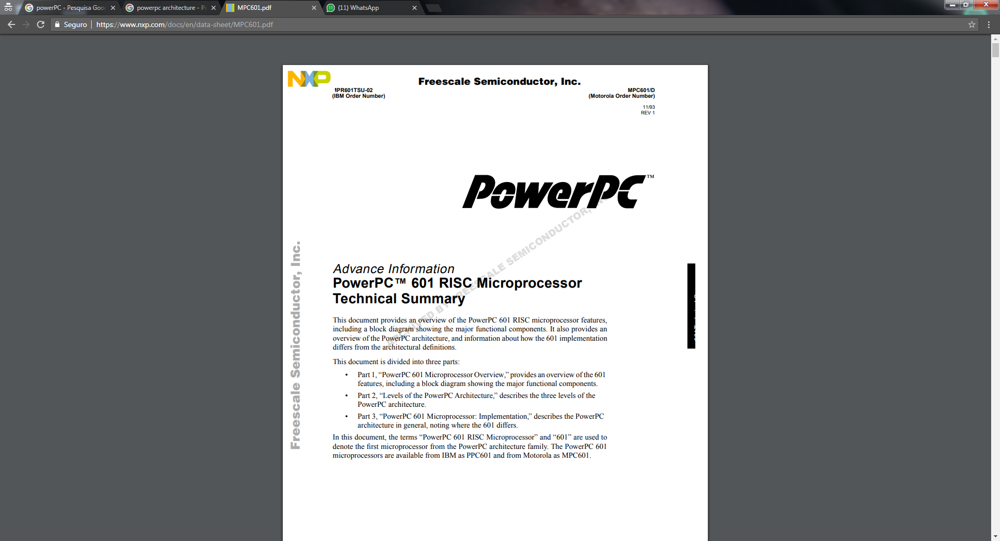 powerPC - Pesquisa Goo
powerpc architecture - P
MPC601.pdf
11
(11) WhatsApp
Seguro
https://www.nxp.com/docs/en/data-sheet/MPC601.pdf
NXP
Freescale Semiconductor, Inc.
MPR601TSU-02
(IBM Order Number)
MPC601/D
(Motorola Order Number)
11/93
REV 1
PowerPC™
ARCHIVED BY FREESCALE SEMICONDUCTOR, INC.
Freescale Semiconductor, Inc.
Advance Information
PowerPC™ 601 RISC Microprocessor
Technical Summary
This document provides an overview of the PowerPC 601 RISC microprocessor features,
including a block diagram showing the major functional components. It also provides an
overview of the PowerPC architecture, and information about how the 601 implementation
differs from the architectural definitions.
This document is divided into three parts:
• Part 1, “PowerPC 601 Microprocessor Overview,” provides an overview of the 601
features, including a block diagram showing the major functional components.
• Part 2, “Levels of the PowerPC Architecture,” describes the three levels of the
PowerPC architecture.
• Part 3, “PowerPC 601 Microprocessor: Implementation,” describes the PowerPC
architecture in general, noting where the 601 differs.
In this document, the terms “PowerPC 601 RISC Microprocessor” and “601” are used to
denote the first microprocessor from the PowerPC architecture family. The PowerPC 601
microprocessors are available from IBM as PPC601 and from Motorola as MPC601.